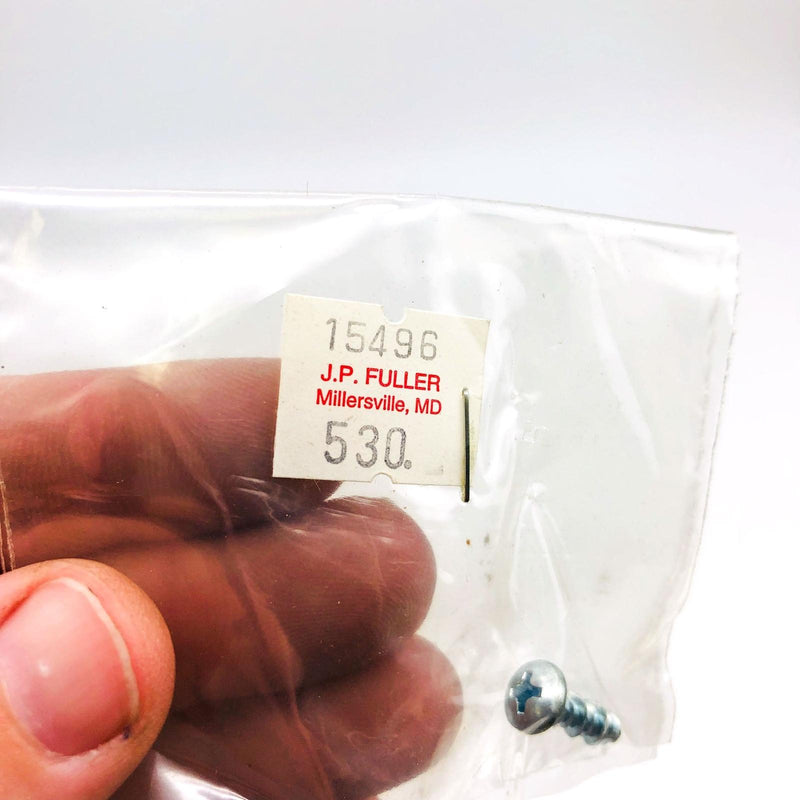 15496
J.P. FULLER
Millersville, MD
530.